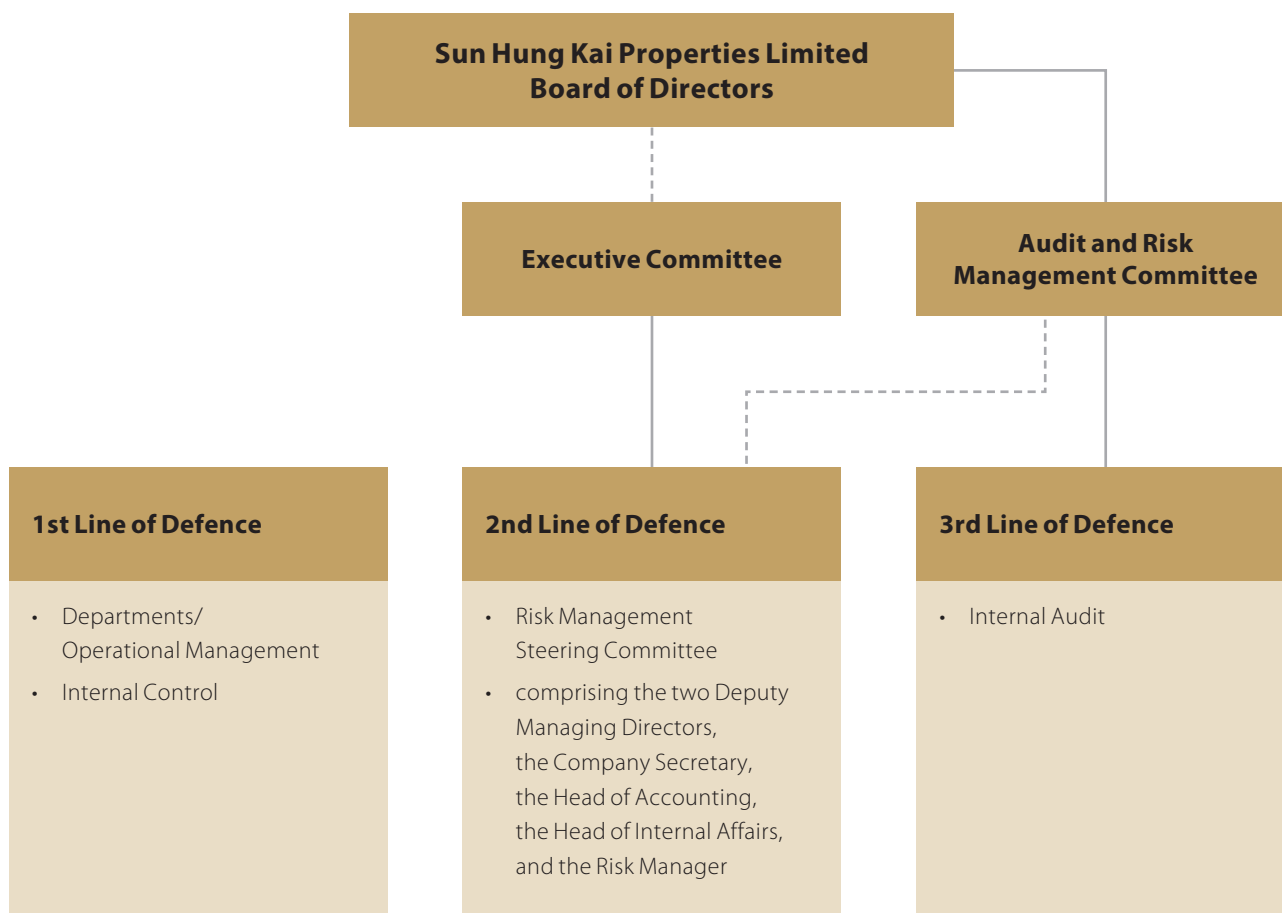 Sun Hung Kai Properties Limited
Board of Directors
Executive Committee
Audit and Risk
Management Committee
1st Line of Defence
• Departments/
Operational Management
• Internal Control
2nd Line of Defence
• Risk Management
Steering Committee
• comprising the two Deputy
Managing Directors,
the Company Secretary,
the Head of Accounting,
the Head of Internal Affairs,
and the Risk Manager
3rd Line of Defence
• Internal Audit